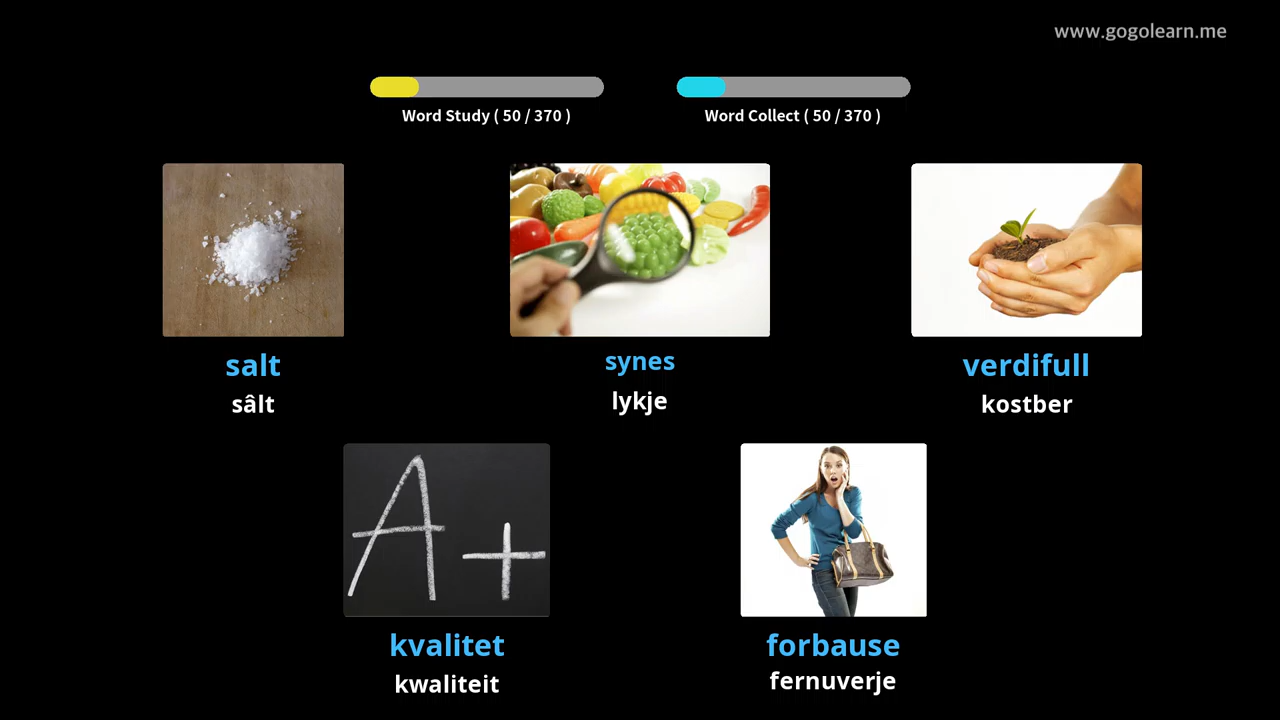 www.gogolearn.me
Word Study ( 50 / 370 )
Word Collect ( 50 / 370 )
salt
sâlt
synes
lykje
verdifull
kostber
A+
kvalitet
kwaliteit
forbause
fernuverje